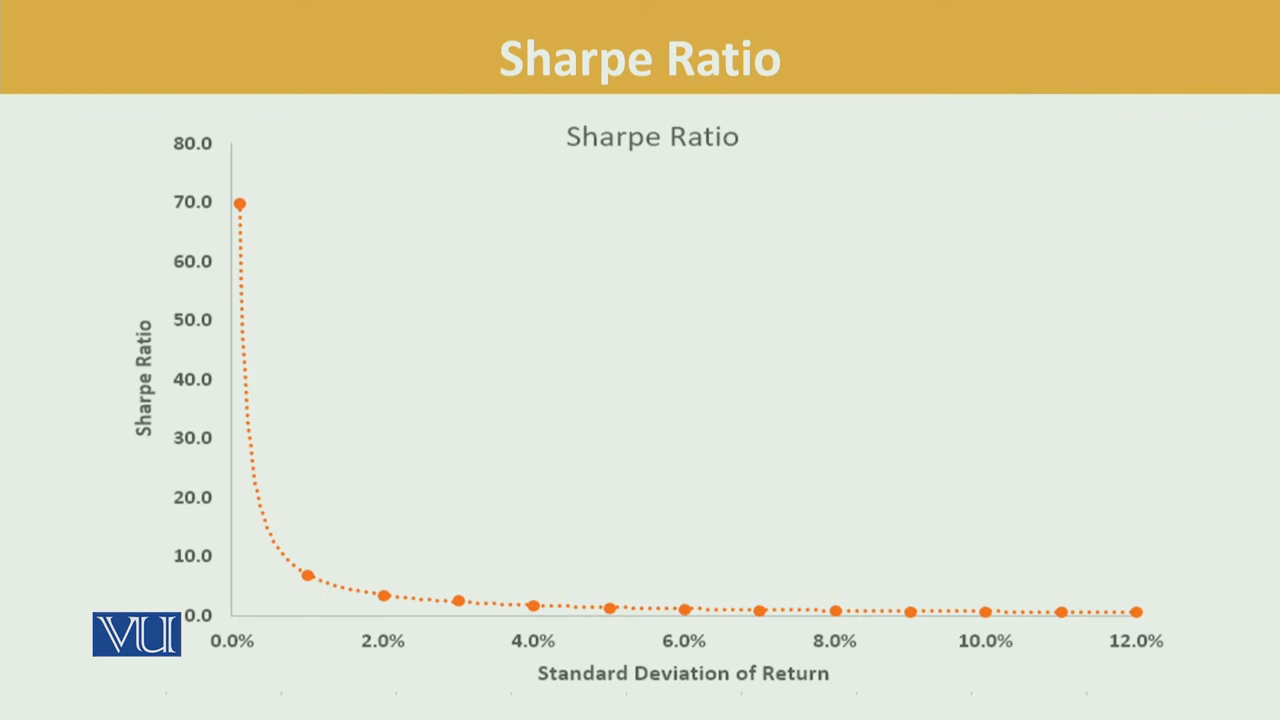 Sharpe Ratio
Sharpe Ratio
80.0
70.0
60.0
50.0
40.0
30.0
20.0
10.0
0.0
Sharpe Ratio
VU
0.0% 2.0% 4.0% 6.0% 8.0% 10.0% 12.0%
Standard Deviation of Return